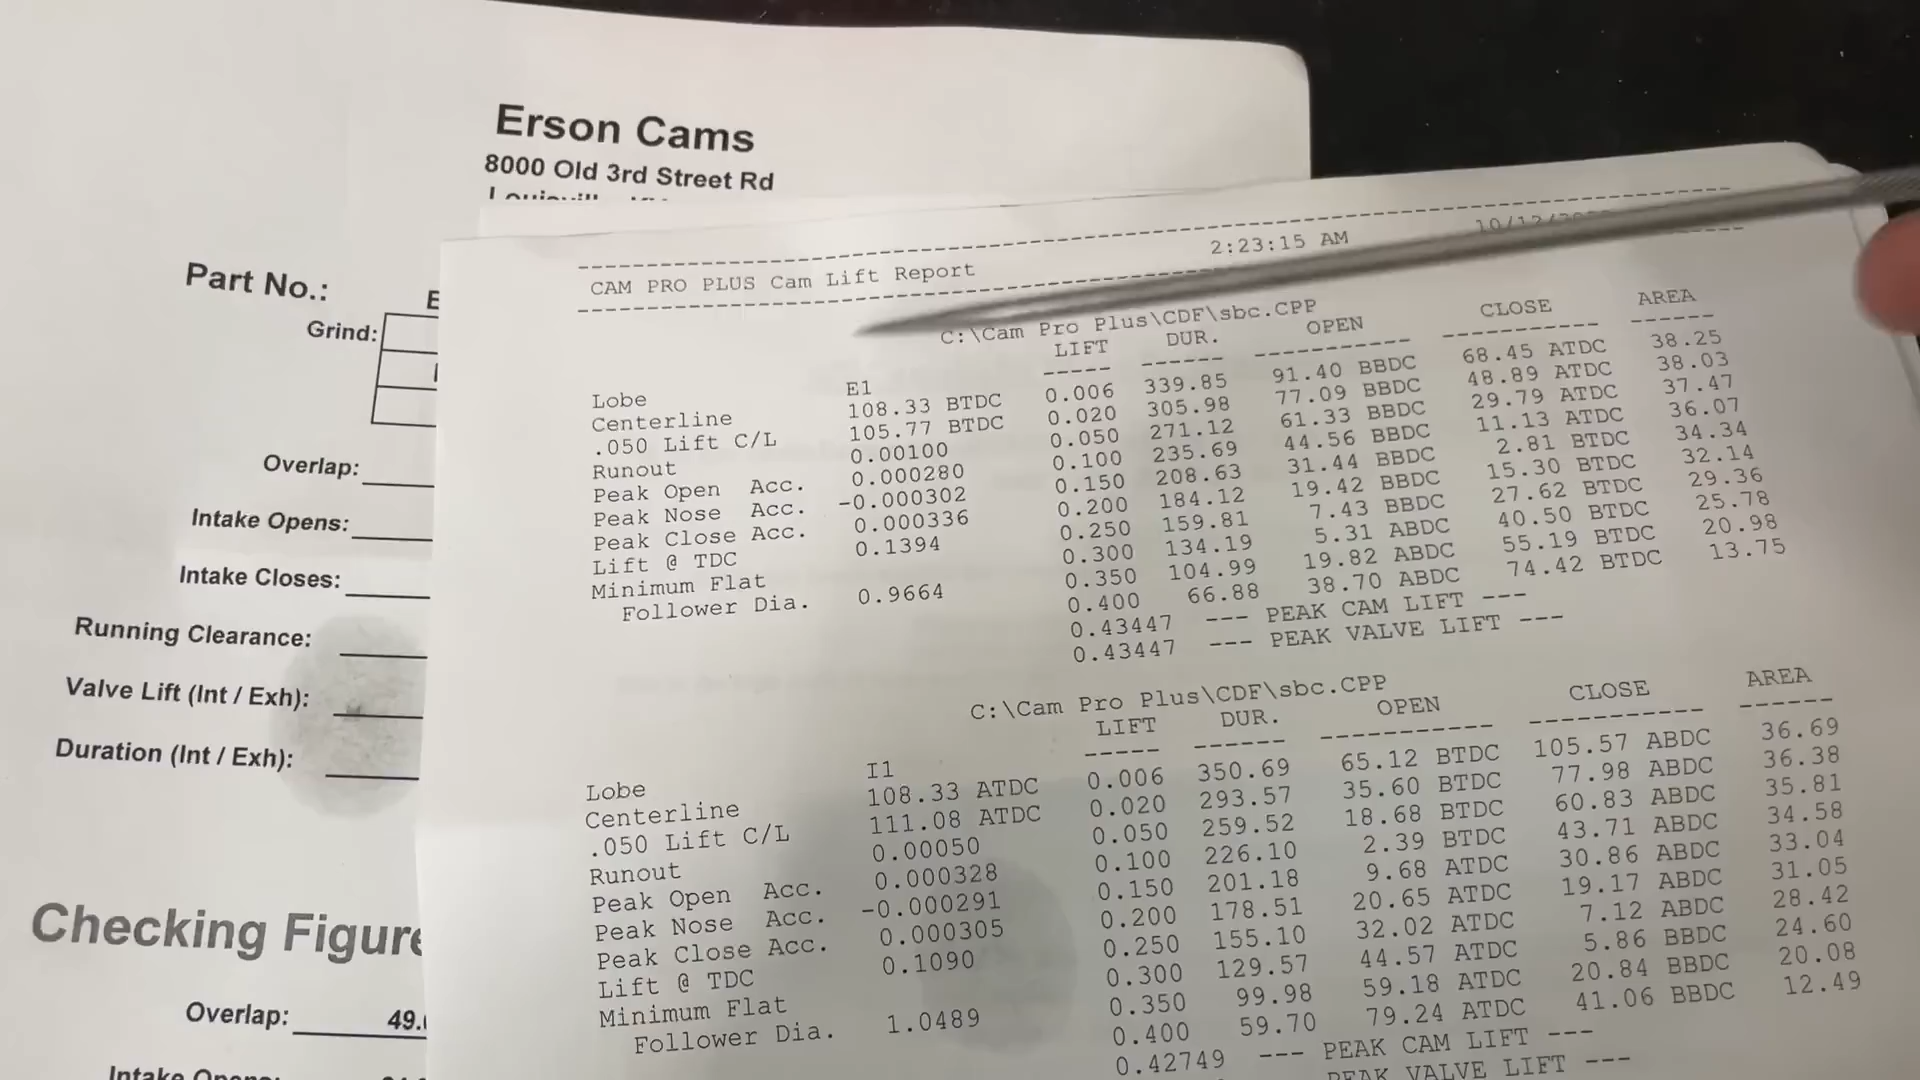 Erson Cams
8000 Old 3rd Street Rd
Part No.:
Grind:
Overlap:
Intake Opens:
Intake Closes:
Running Clearance:
Valve Lift (Int / Exh):
Duration (Int / Exh):
Checking Figure
Overlap: 49.
CAM PRO PLUS Cam Lift Report 2:23:15 AM
C:\Cam Pro Plus\CDF\sbc.CPP
LIFT DUR. OPEN CLOSE AREA
Lobe E1 0.006 339.85 91.40 BBDC 68.45 ATDC 38.25
Centerline 108.33 BTDC 0.020 305.98 77.09 BBDC 48.89 ATDC 38.03
.050 Lift C/L 105.77 BTDC 0.050 271.12 61.33 BBDC 29.79 ATDC 37.47
Runout 0.00100 0.100 235.69 44.56 BBDC 11.13 ATDC 36.07
Peak Open Acc. 0.000280 0.150 208.63 31.44 BBDC 2.81 BTDC 34.34
Peak Nose Acc. -0.000302 0.200 184.12 19.42 BBDC 15.30 BTDC 32.14
Peak Close Acc. 0.000336 0.250 159.81 7.43 BBDC 27.62 BTDC 29.36
Lift @ TDC 0.1394 0.300 134.19 5.31 ABDC 40.50 BTDC 25.78
Minimum Flat 0.350 104.99 19.82 ABDC 55.19 BTDC 20.98
Follower Dia. 0.9664 0.400 66.88 38.70 ABDC 74.42 BTDC 13.75
0.43447 --- PEAK CAM LIFT ---
0.43447 --- PEAK VALVE LIFT ---
C:\Cam Pro Plus\CDF\sbc.CPP
LIFT DUR. OPEN CLOSE AREA
Lobe I1 0.006 350.69 65.12 BTDC 105.57 ABDC 36.69
Centerline 108.33 ATDC 0.020 293.57 35.60 BTDC 77.98 ABDC 36.38
.050 Lift C/L 111.08 ATDC 0.050 259.52 18.68 BTDC 60.83 ABDC 35.81
Runout 0.00050 0.100 226.10 2.39 BTDC 43.71 ABDC 34.58
Peak Open Acc. 0.000328 0.150 201.18 9.68 ATDC 30.86 ABDC 33.04
Peak Nose Acc. -0.000291 0.200 178.51 20.65 ATDC 19.17 ABDC 31.05
Peak Close Acc. 0.000305 0.250 155.10 32.02 ATDC 7.12 ABDC 28.42
Lift @ TDC 0.1090 0.300 129.57 44.57 ATDC 5.86 BBDC 24.60
Minimum Flat 0.350 99.98 59.18 ATDC 20.84 BBDC 20.08
Follower Dia. 1.0489 0.400 59.70 79.24 ATDC 41.06 BBDC 12.49
0.42749 --- PEAK CAM LIFT ---
PEAK VALVE LIFT ---